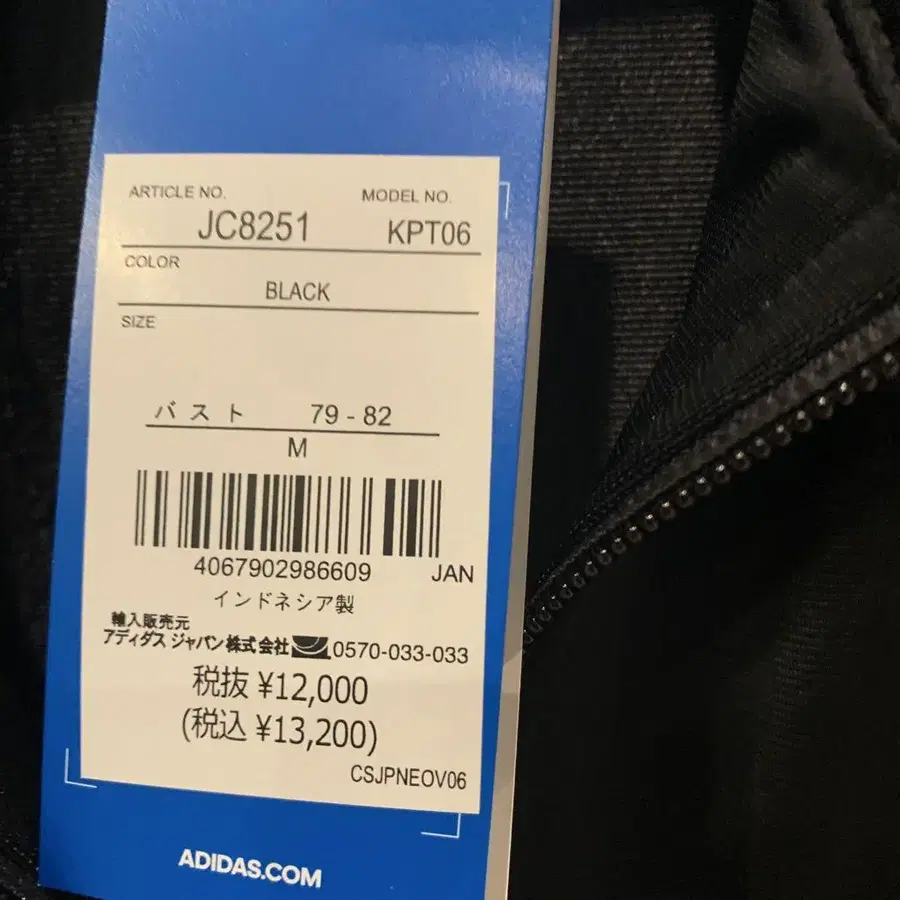 ARTICLE NO. MODEL NO.
JC8251 KPT06
COLOR
BLACK
SIZE
バスト 79-82
M
4067902986609 JAN
インドネシア製
輸入販売元
アディダス ジャパン株式会社 0570-033-033
税抜 ¥12,000
(税込 ¥13,200)
CSJPNEOV06
ADIDAS.COM